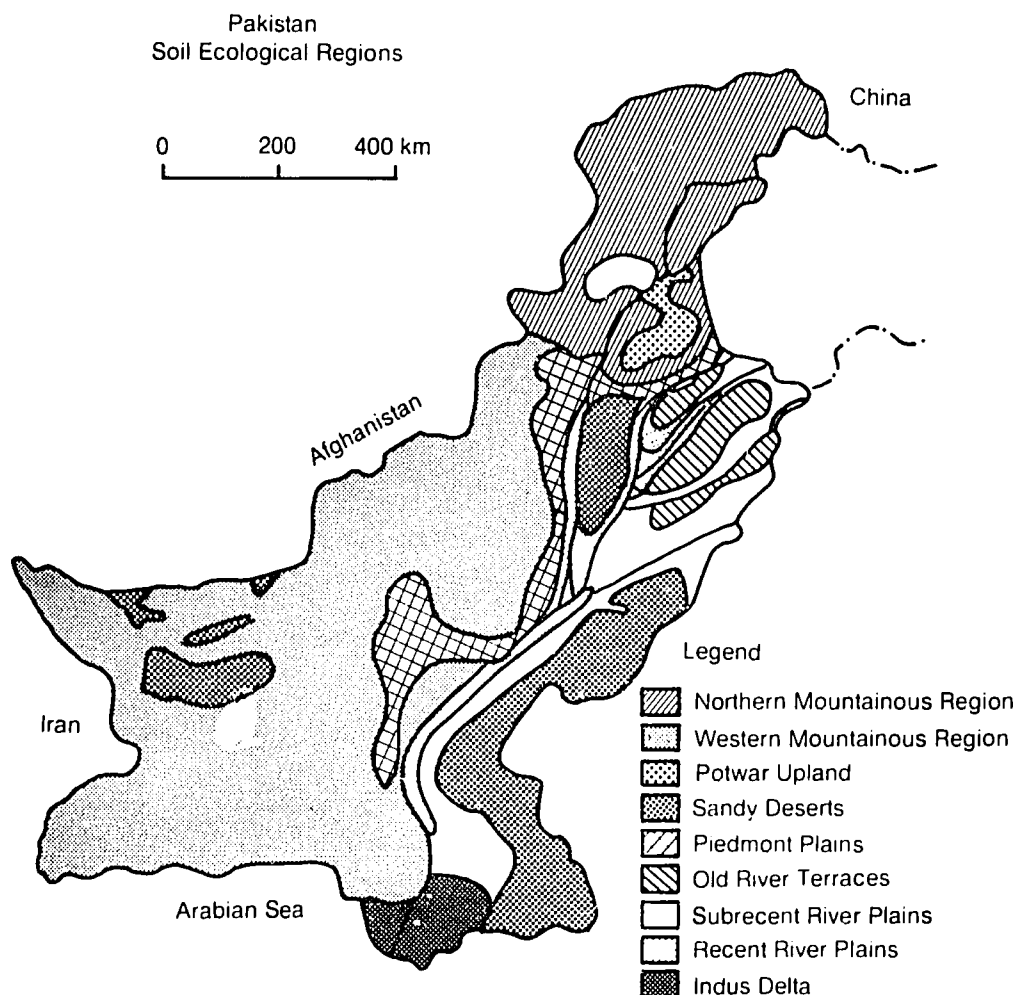 Pakistan
Soil Ecological Regions
0 200 400 km
China
Afghanistan
Iran
Arabian Sea
Legend
Northern Mountainous Region
Western Mountainous Region
Potwar Upland
Sandy Deserts
Piedmont Plains
Old River Terraces
Subrecent River Plains
Recent River Plains
Indus Delta